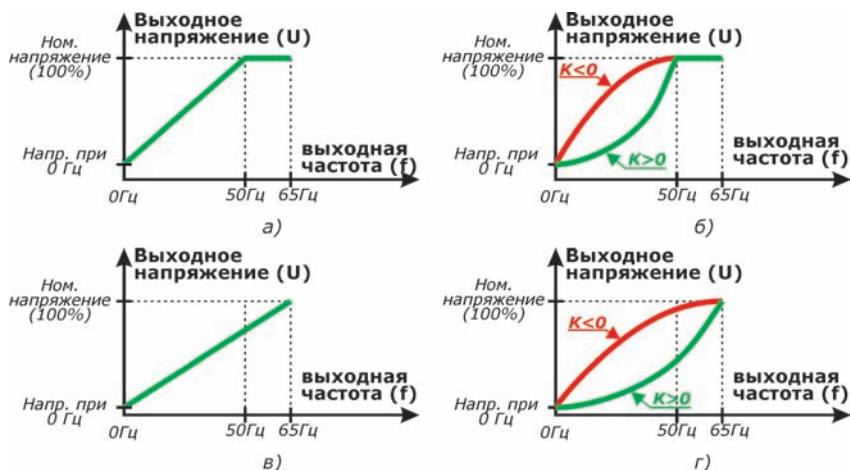 Выходное
напряжение (U)
Ном.
напряжение
(100%)
Напр. при
0 Гц
выходная
частота (f)
0Гц
50Гц
65Гц
а)
Выходное
напряжение (U)
Ном.
напряжение
(100%)
K<0
K>0
Напр. при
0 Гц
выходная
частота (f)
0Гц
50Гц
65Гц
б)
Выходное
напряжение (U)
Ном.
напряжение
(100%)
Напр. при
0 Гц
выходная
частота (f)
0Гц
50Гц
65Гц
в)
Выходное
напряжение (U)
Ном.
напряжение
(100%)
K<0
K>0
Напр. при
0 Гц
выходная
частота (f)
0Гц
50Гц
65Гц
г)